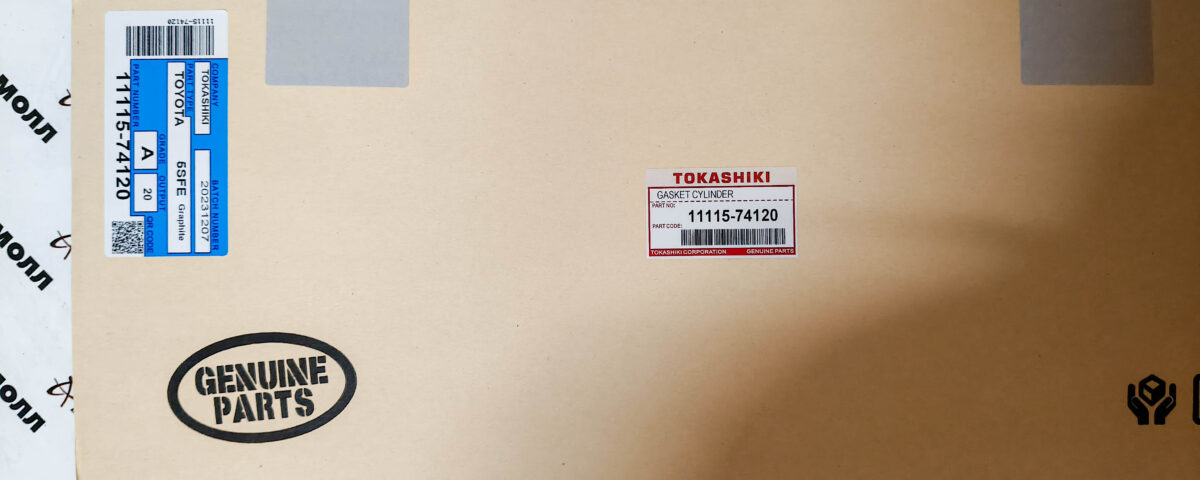 11115-74120
COMPANY
TOKASHIKI
BATCH NUMBER
20231207
PART TYPE
TOYOTA 5SFE Graphite
GRADE
A
OUTPUT
20
QR CODE
PART NUMBER
11115-74120
TOKASHIKI
GASKET CYLINDER
PART NO:
11115-74120
PART CODE:
TOKASHIKI CORPORATION GENUINE PARTS
GENUINE
PARTS
молл
молл
молл